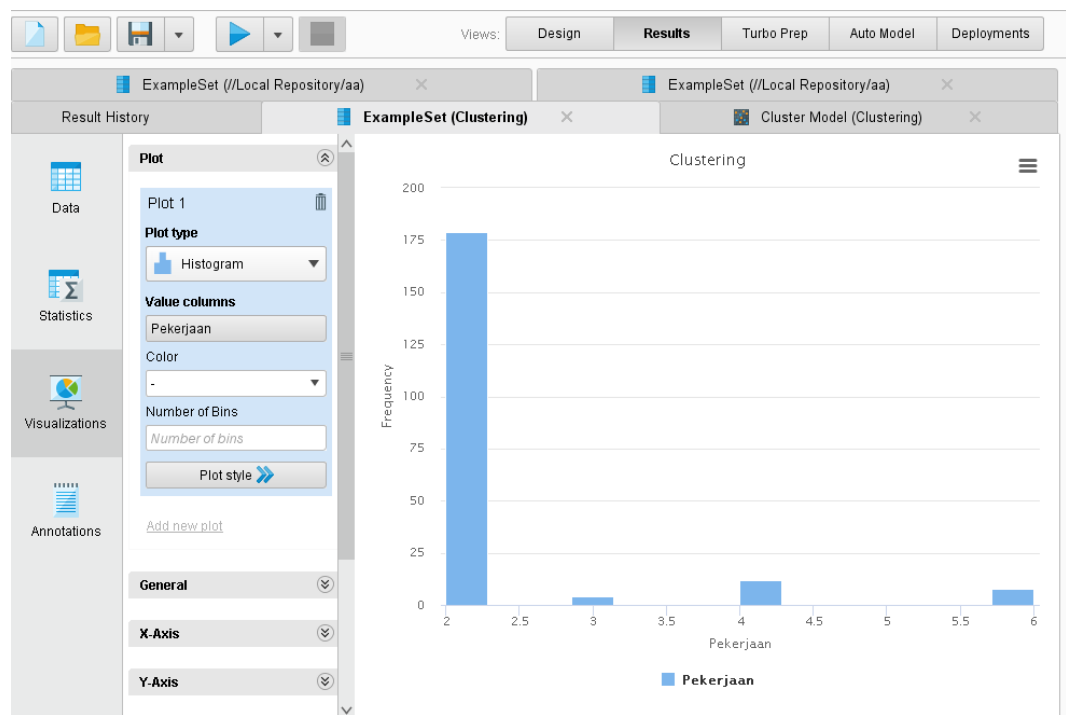 Views: Design Results Turbo Prep Auto Model Deployments
ExampleSet (//Local Repository/aa) ExampleSet (//Local Repository/aa)
Result History ExampleSet (Clustering) Cluster Model (Clustering)
Data
Statistics
Visualizations
Annotations
Plot
Plot 1
Plot type
Histogram
Value columns
Pekerjaan
Color
-
Number of Bins
Number of bins
Plot style
Add new plot
General
X-Axis
Y-Axis
Clustering
Frequency
200
175
150
125
100
75
50
25
0
2 2.5 3 3.5 4 4.5 5 5.5 6
Pekerjaan
Pekerjaan